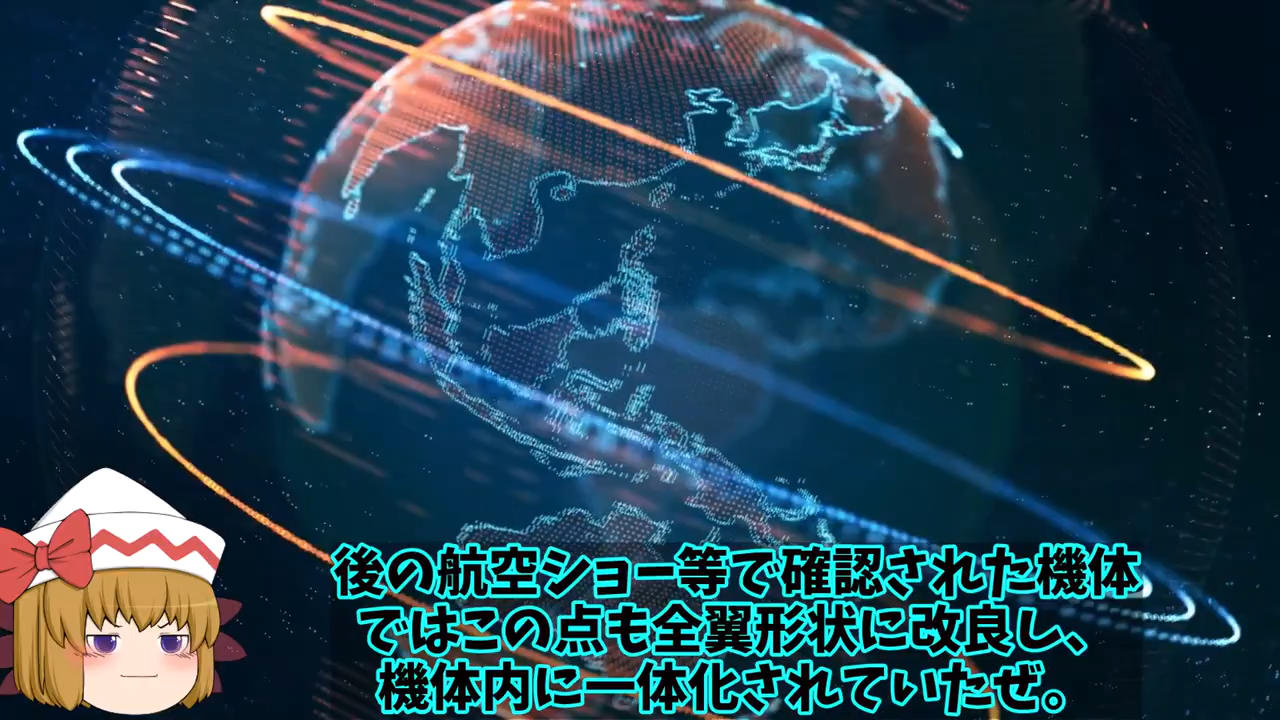 後の航空ショー等で確認された機体
ではこの点も全翼形状に改良し、
機体内に一体化されていたぜ。